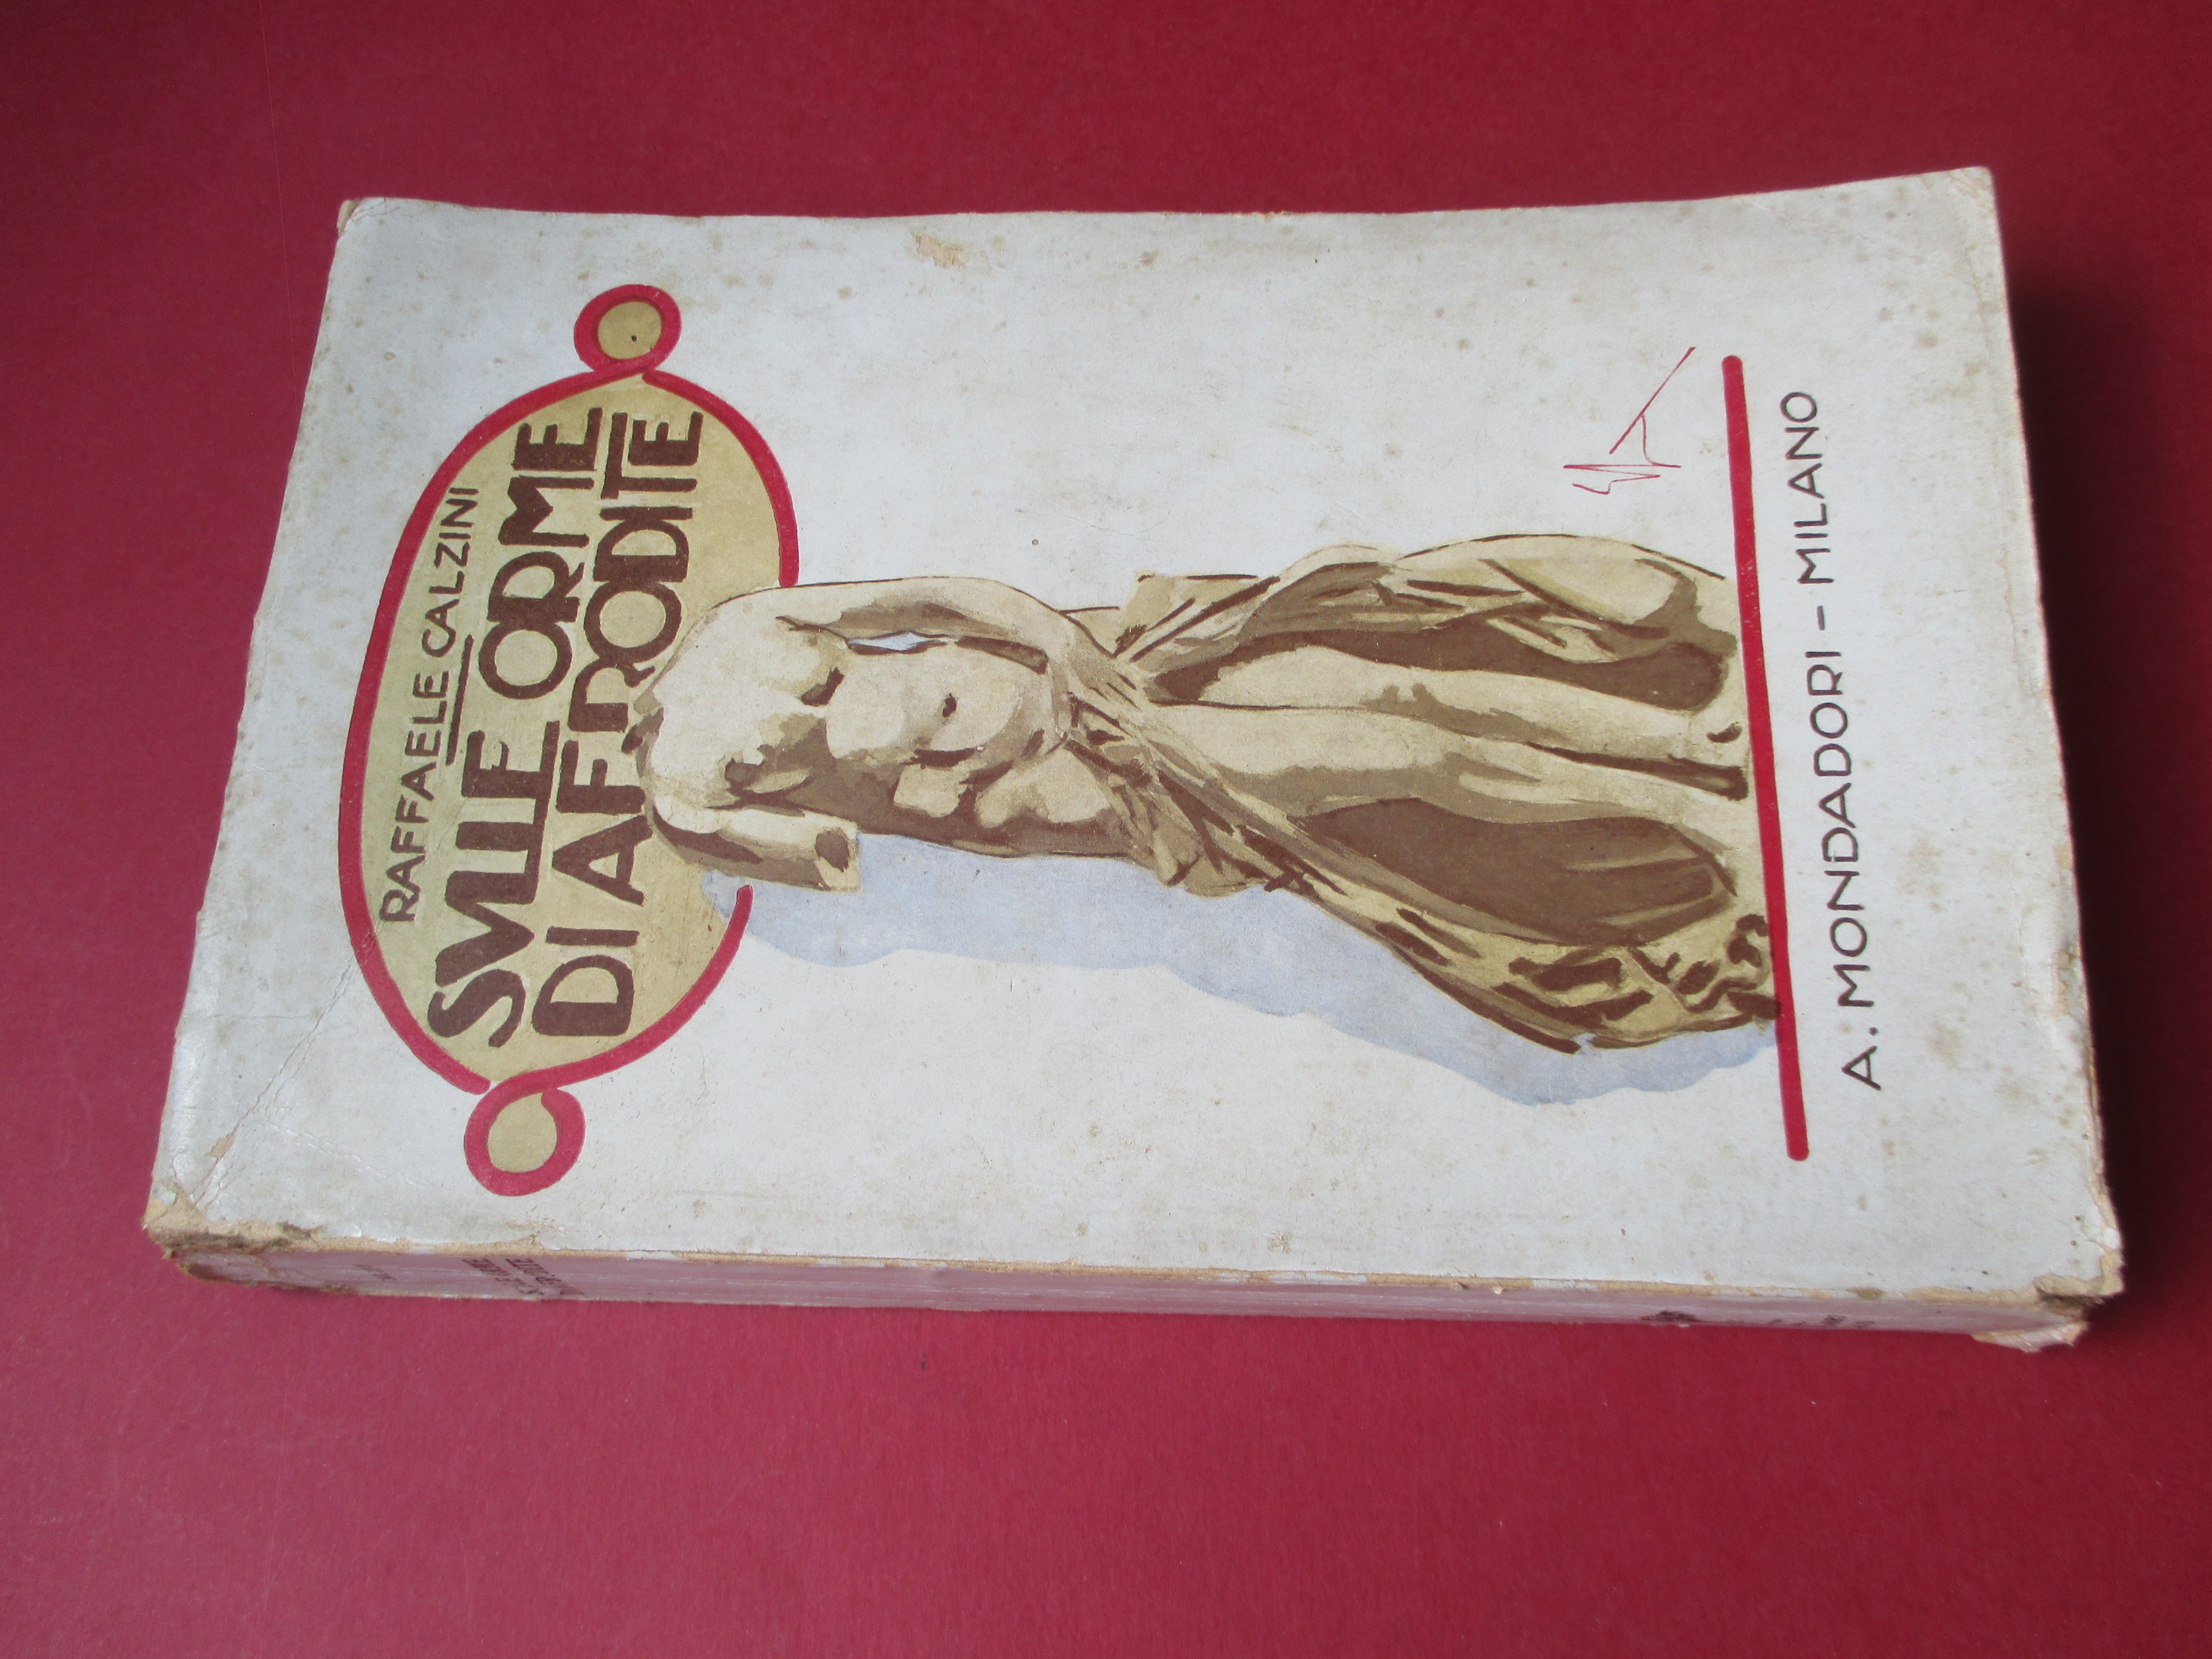 RAFFAELE CALZINI
SVLLE ORME
DI AFRODITE
A. MONDADORI - MILANO